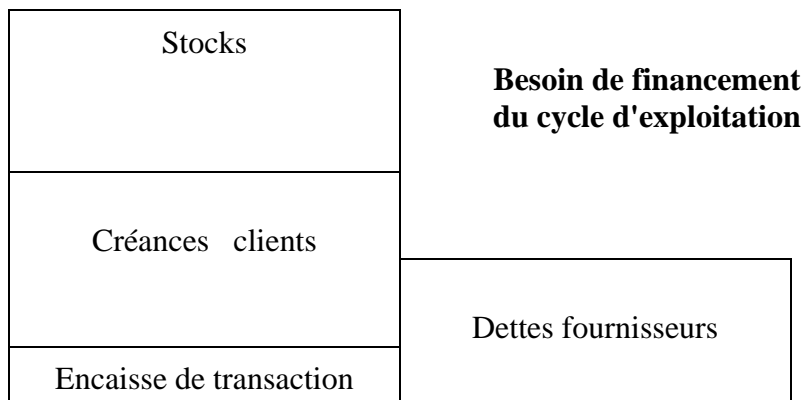 Stocks
Besoin de financement
du cycle d'exploitation
Créances clients
Dettes fournisseurs
Encaisse de transaction